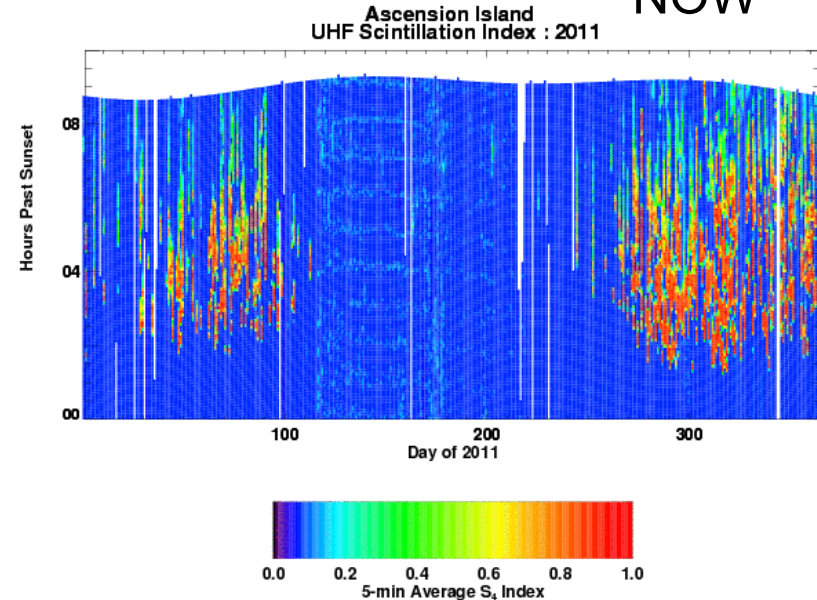 NOW
Ascension Island
UHF Scintillation Index : 2011
Hours Past Sunset
08
04
00
100 200 300
Day of 2011
0.0 0.2 0.4 0.6 0.8 1.0
5-min Average S₄ Index